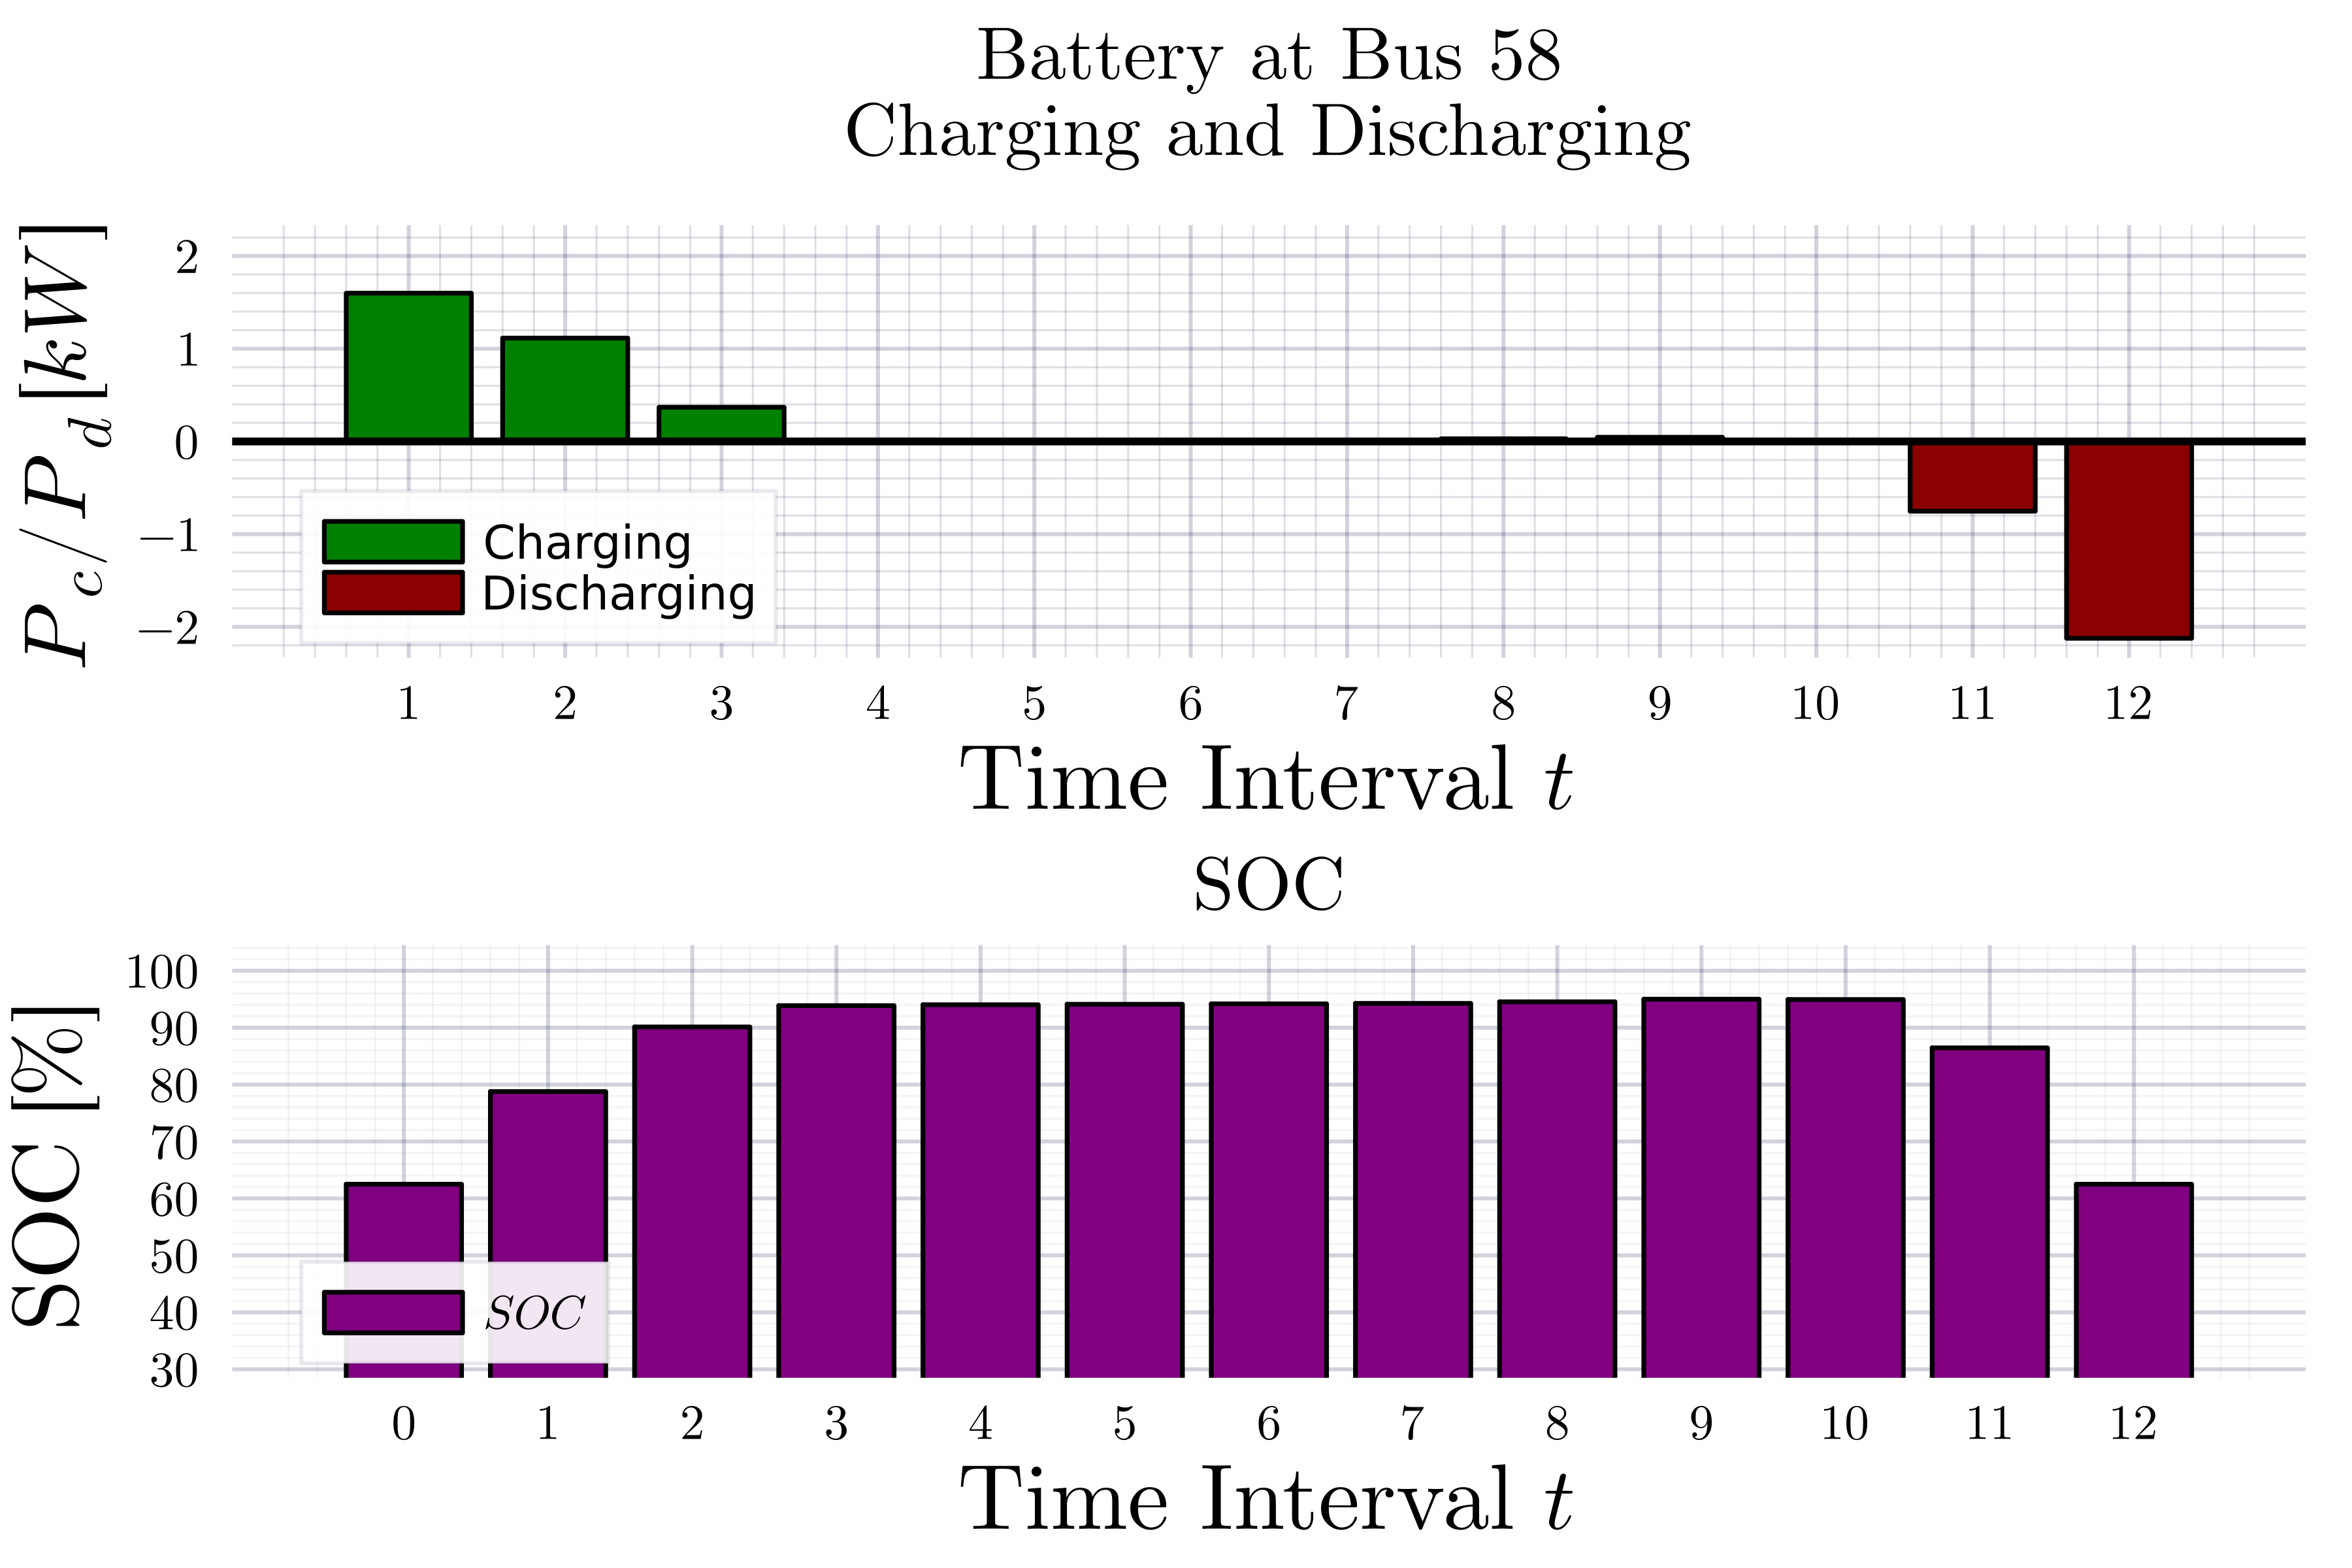 Battery at Bus 58
Charging and Discharging
P_c/P_d [kW]
2
1
0
−1
−2
Charging
Discharging
1 2 3 4 5 6 7 8 9 10 11 12
Time Interval t
SOC
SOC [%]
100
90
80
70
60
50
40
30
SOC
0 1 2 3 4 5 6 7 8 9 10 11 12
Time Interval t